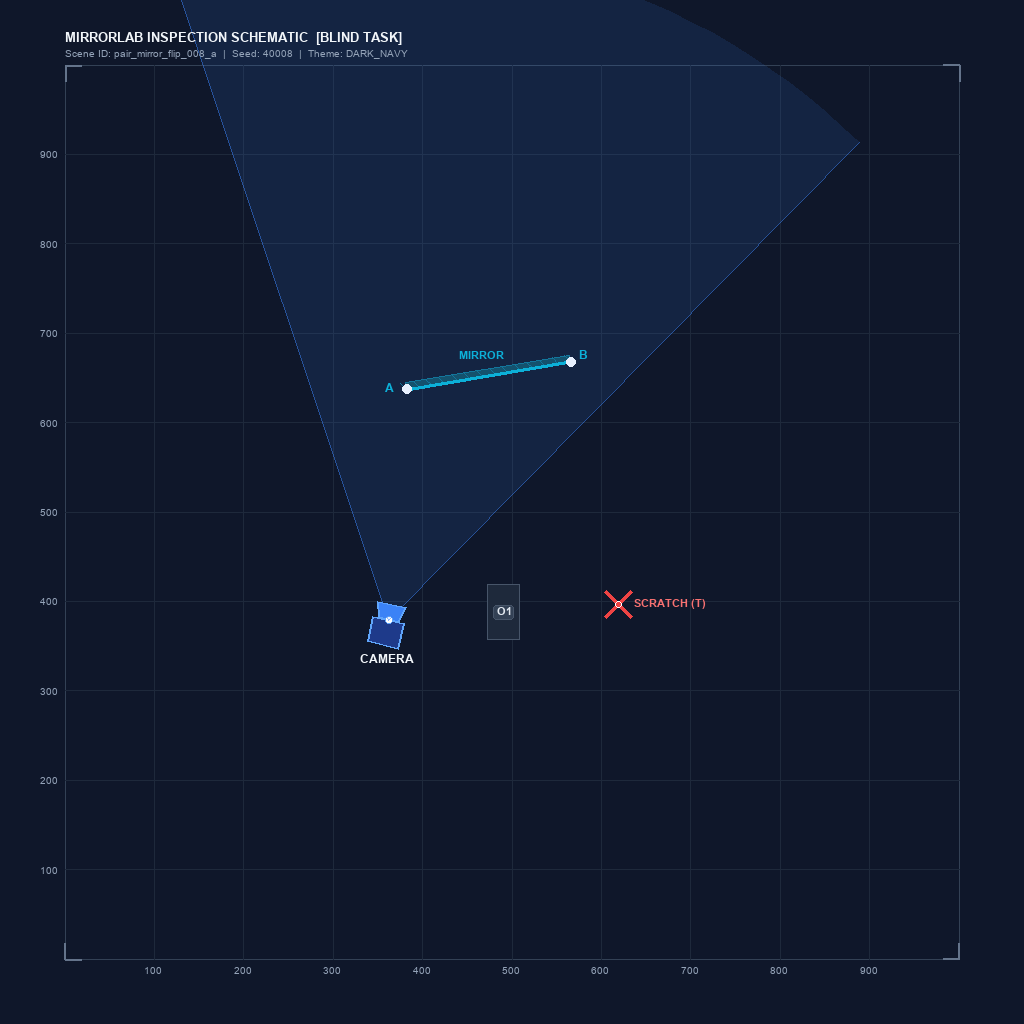 MIRRORLAB INSPECTION SCHEMATIC [BLIND TASK]
Scene ID: pair_mirror_flip_008_a | Seed: 40008 | Theme: DARK_NAVY
900
800
700
MIRROR
B
A
600
500
400
O1
SCRATCH (T)
CAMERA
300
200
100
100 200 300 400 500 600 700 800 900